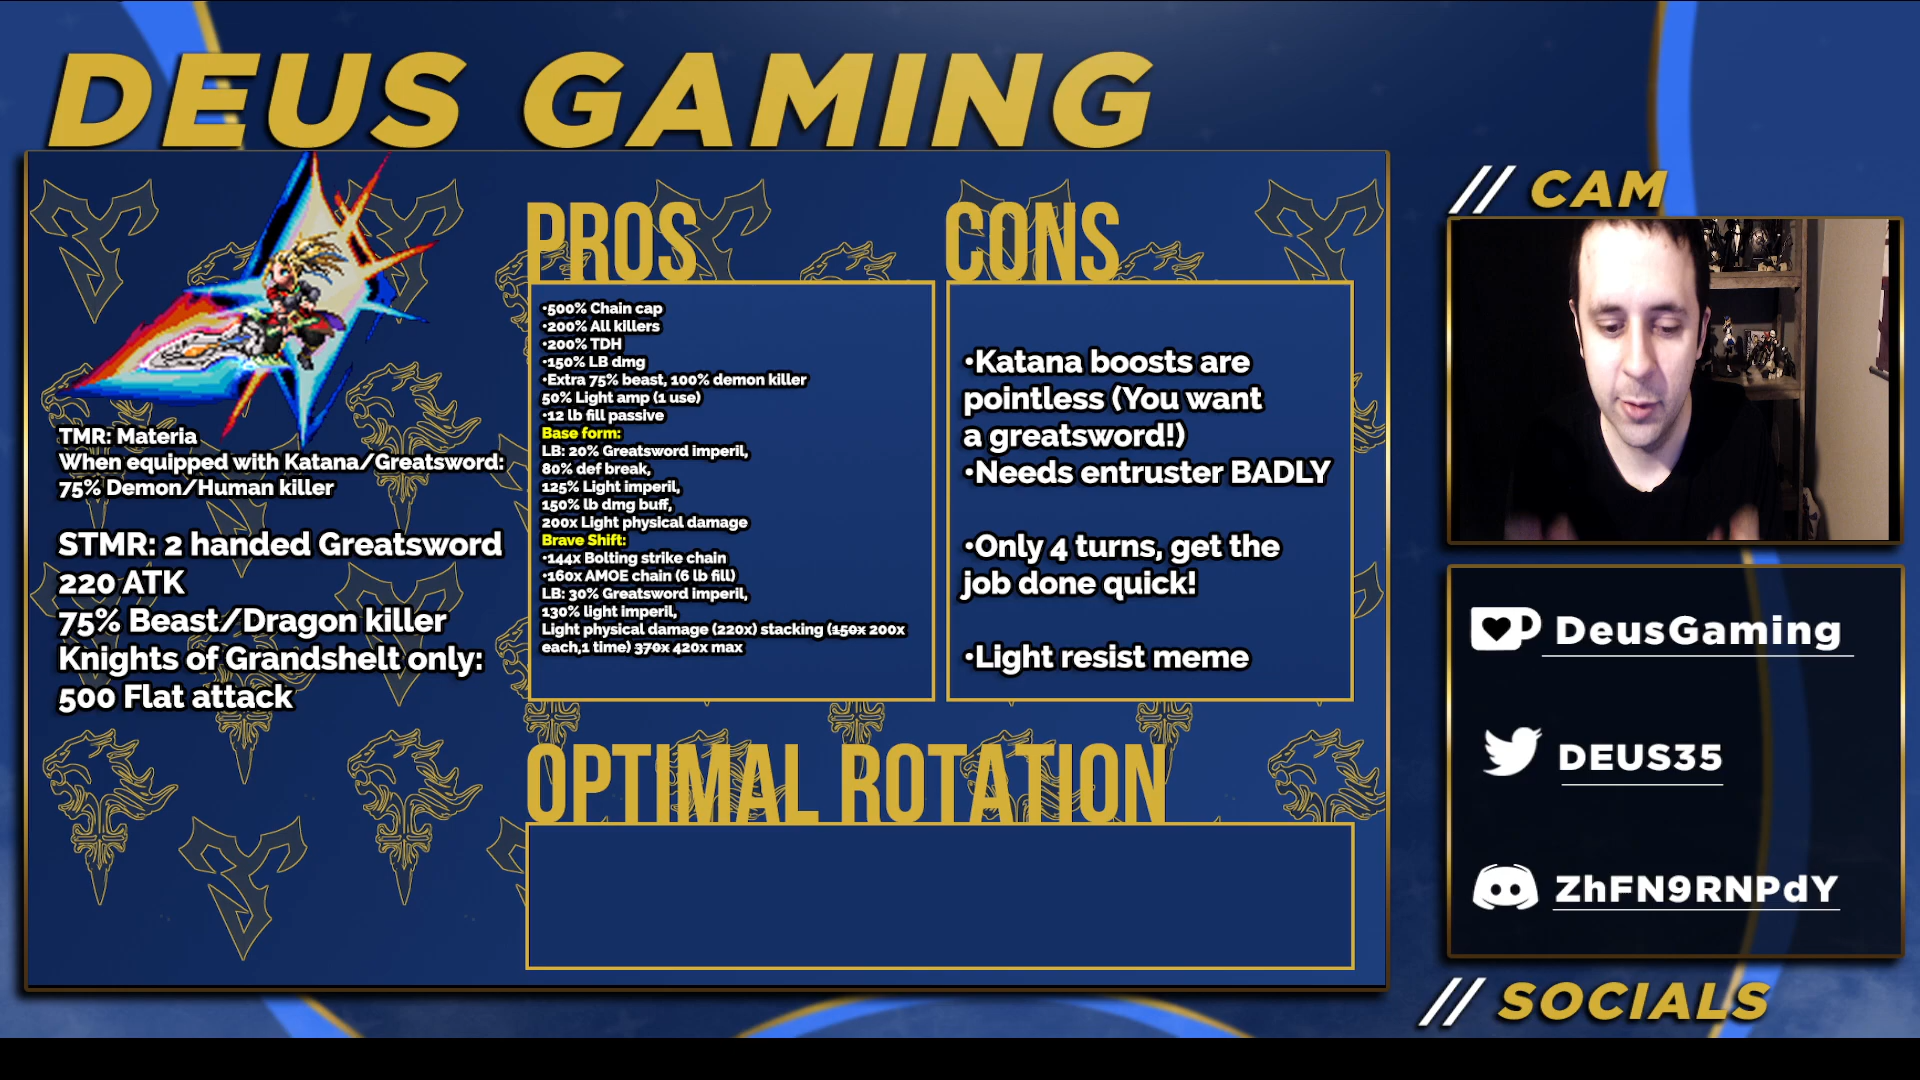 DEUS GAMING
TMR: Materia
When equipped with Katana/Greatsword:
75% Demon/Human killer
STMR: 2 handed Greatsword
220 ATK
75% Beast/Dragon killer
Knights of Grandshelt only:
500 Flat attack
PROS
•500% Chain cap
•200% All killers
•200% TDH
•150% LB dmg
•Extra 75% beast, 100% demon killer
50% Light amp (1 use)
•12 lb fill passive
Base form:
LB: 20% Greatsword imperil,
80% def break,
125% Light imperil,
150% lb dmg buff,
200x Light physical damage
Brave Shift:
•144x Bolting strike chain
•160x AMOE chain (6 lb fill)
LB: 30% Greatsword imperil,
130% light imperil,
Light physical damage (220x) stacking (150x 200x
each,1 time) 370x 420x max
CONS
•Katana boosts are
pointless (You want
a greatsword!)
•Needs entruster BADLY
•Only 4 turns, get the
job done quick!
•Light resist meme
OPTIMAL ROTATION
// CAM
DeusGaming
DEUS35
ZhFN9RNPdY
// SOCIALS